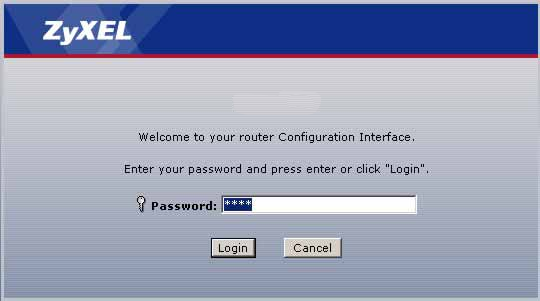 ZyXEL
Welcome to your router Configuration Interface.
Enter your password and press enter or click "Login".
Password: ****
Login Cancel